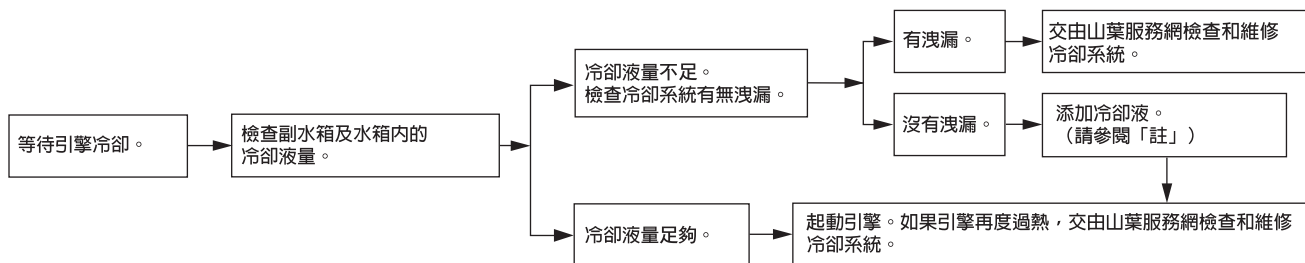 等待引擎冷卻。
檢查副水箱及水箱內的
冷卻液量。
冷卻液量不足。
檢查冷卻系統有無洩漏。
有洩漏。
交由山葉服務網檢查和維修
冷卻系統。
沒有洩漏。
添加冷卻液。
（請參閱「註」）
冷卻液量足夠。
起動引擎。如果引擎再度過熱，交由山葉服務網檢查和維修
冷卻系統。